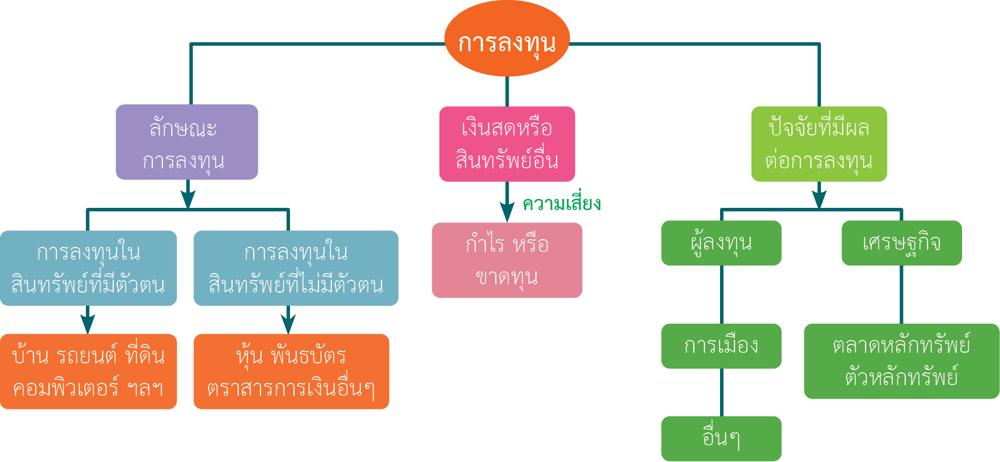 การลงทุน
ลักษณะ
การลงทุน
เงินสดหรือ
สินทรัพย์อื่น
ปัจจัยที่มีผล
ต่อการลงทุน
ความเสี่ยง
การลงทุนใน
สินทรัพย์ที่มีตัวตน
การลงทุนใน
สินทรัพย์ที่ไม่มีตัวตน
กำไร หรือ
ขาดทุน
ผู้ลงทุน
เศรษฐกิจ
บ้าน รถยนต์ ที่ดิน
คอมพิวเตอร์ ฯลฯ
หุ้น พันธบัตร
ตราสารการเงินอื่นๆ
การเมือง
ตลาดหลักทรัพย์
ตัวหลักทรัพย์
อื่นๆ